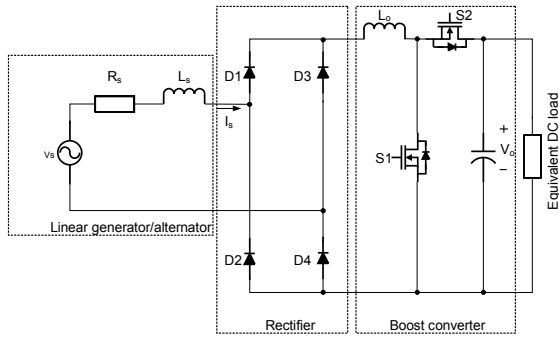 S2
Lo
D1
D3
Rs
Ls
Is
Vs
S1
+
Vo
−
Equivalent DC load
Linear generator/alternator
D2
D4
Rectifier
Boost converter